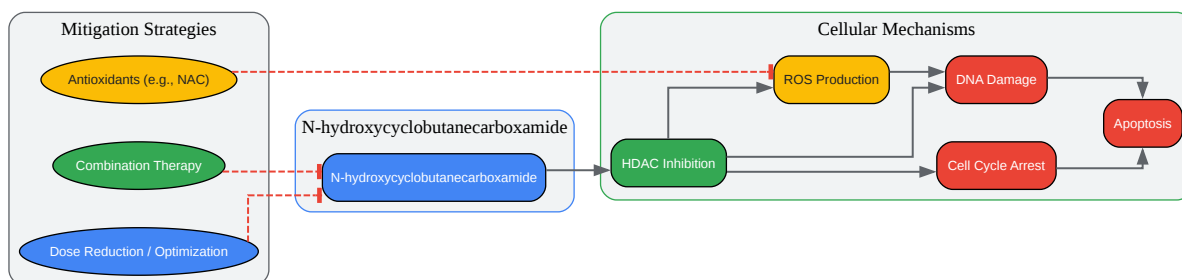 Mitigation Strategies
Antioxidants (e.g., NAC)
Combination Therapy
Dose Reduction / Optimization
N-hydroxycyclobutanecarboxamide
N-hydroxycyclobutanecarboxamide
Cellular Mechanisms
ROS Production
DNA Damage
Apoptosis
HDAC Inhibition
Cell Cycle Arrest